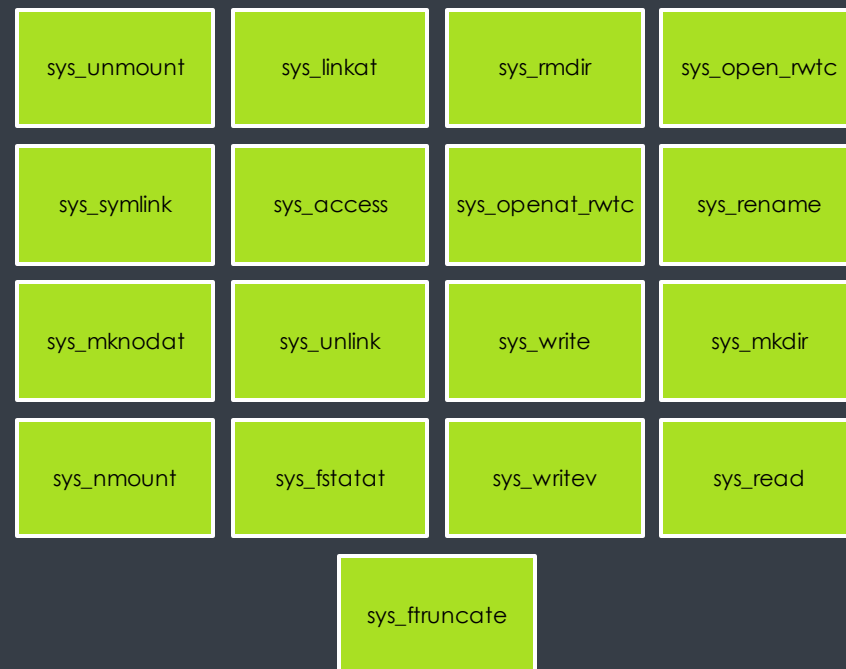 sys_unmount
sys_linkat
sys_rmdir
sys_open_rwtc
sys_symlink
sys_access
sys_openat_rwtc
sys_rename
sys_mknodat
sys_unlink
sys_write
sys_mkdir
sys_nmount
sys_fstatat
sys_writev
sys_read
sys_ftruncate